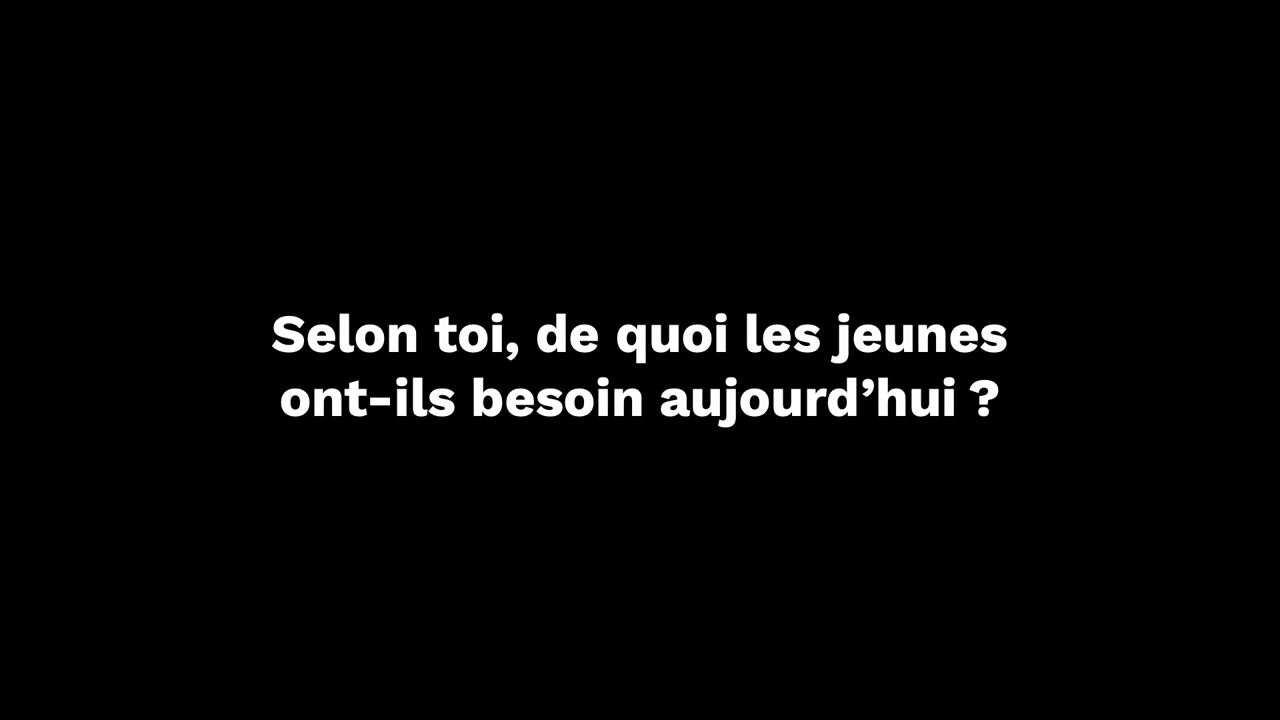 Selon toi, de quoi les jeunes
ont-ils besoin aujourd’hui ?